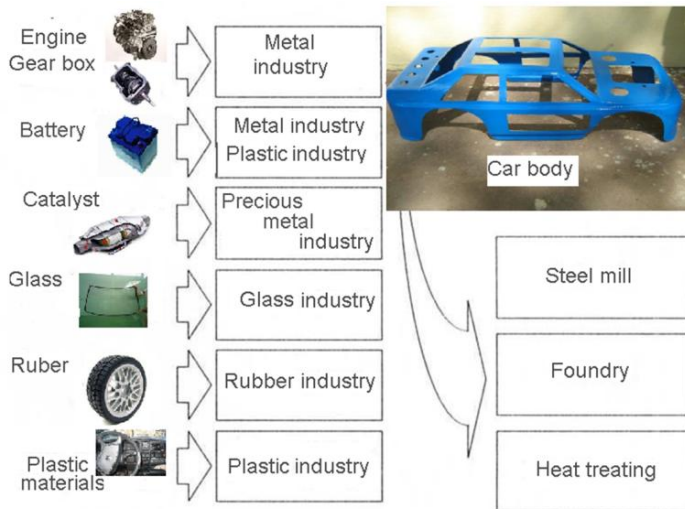 Engine
Gear box
Metal
industry
Battery
Metal industry
Plastic industry
Car body
Catalyst
Precious
metal
industry
Steel mill
Glass
Glass industry
Foundry
Ruber
Rubber industry
Plastic
materials
Plastic industry
Heat treating